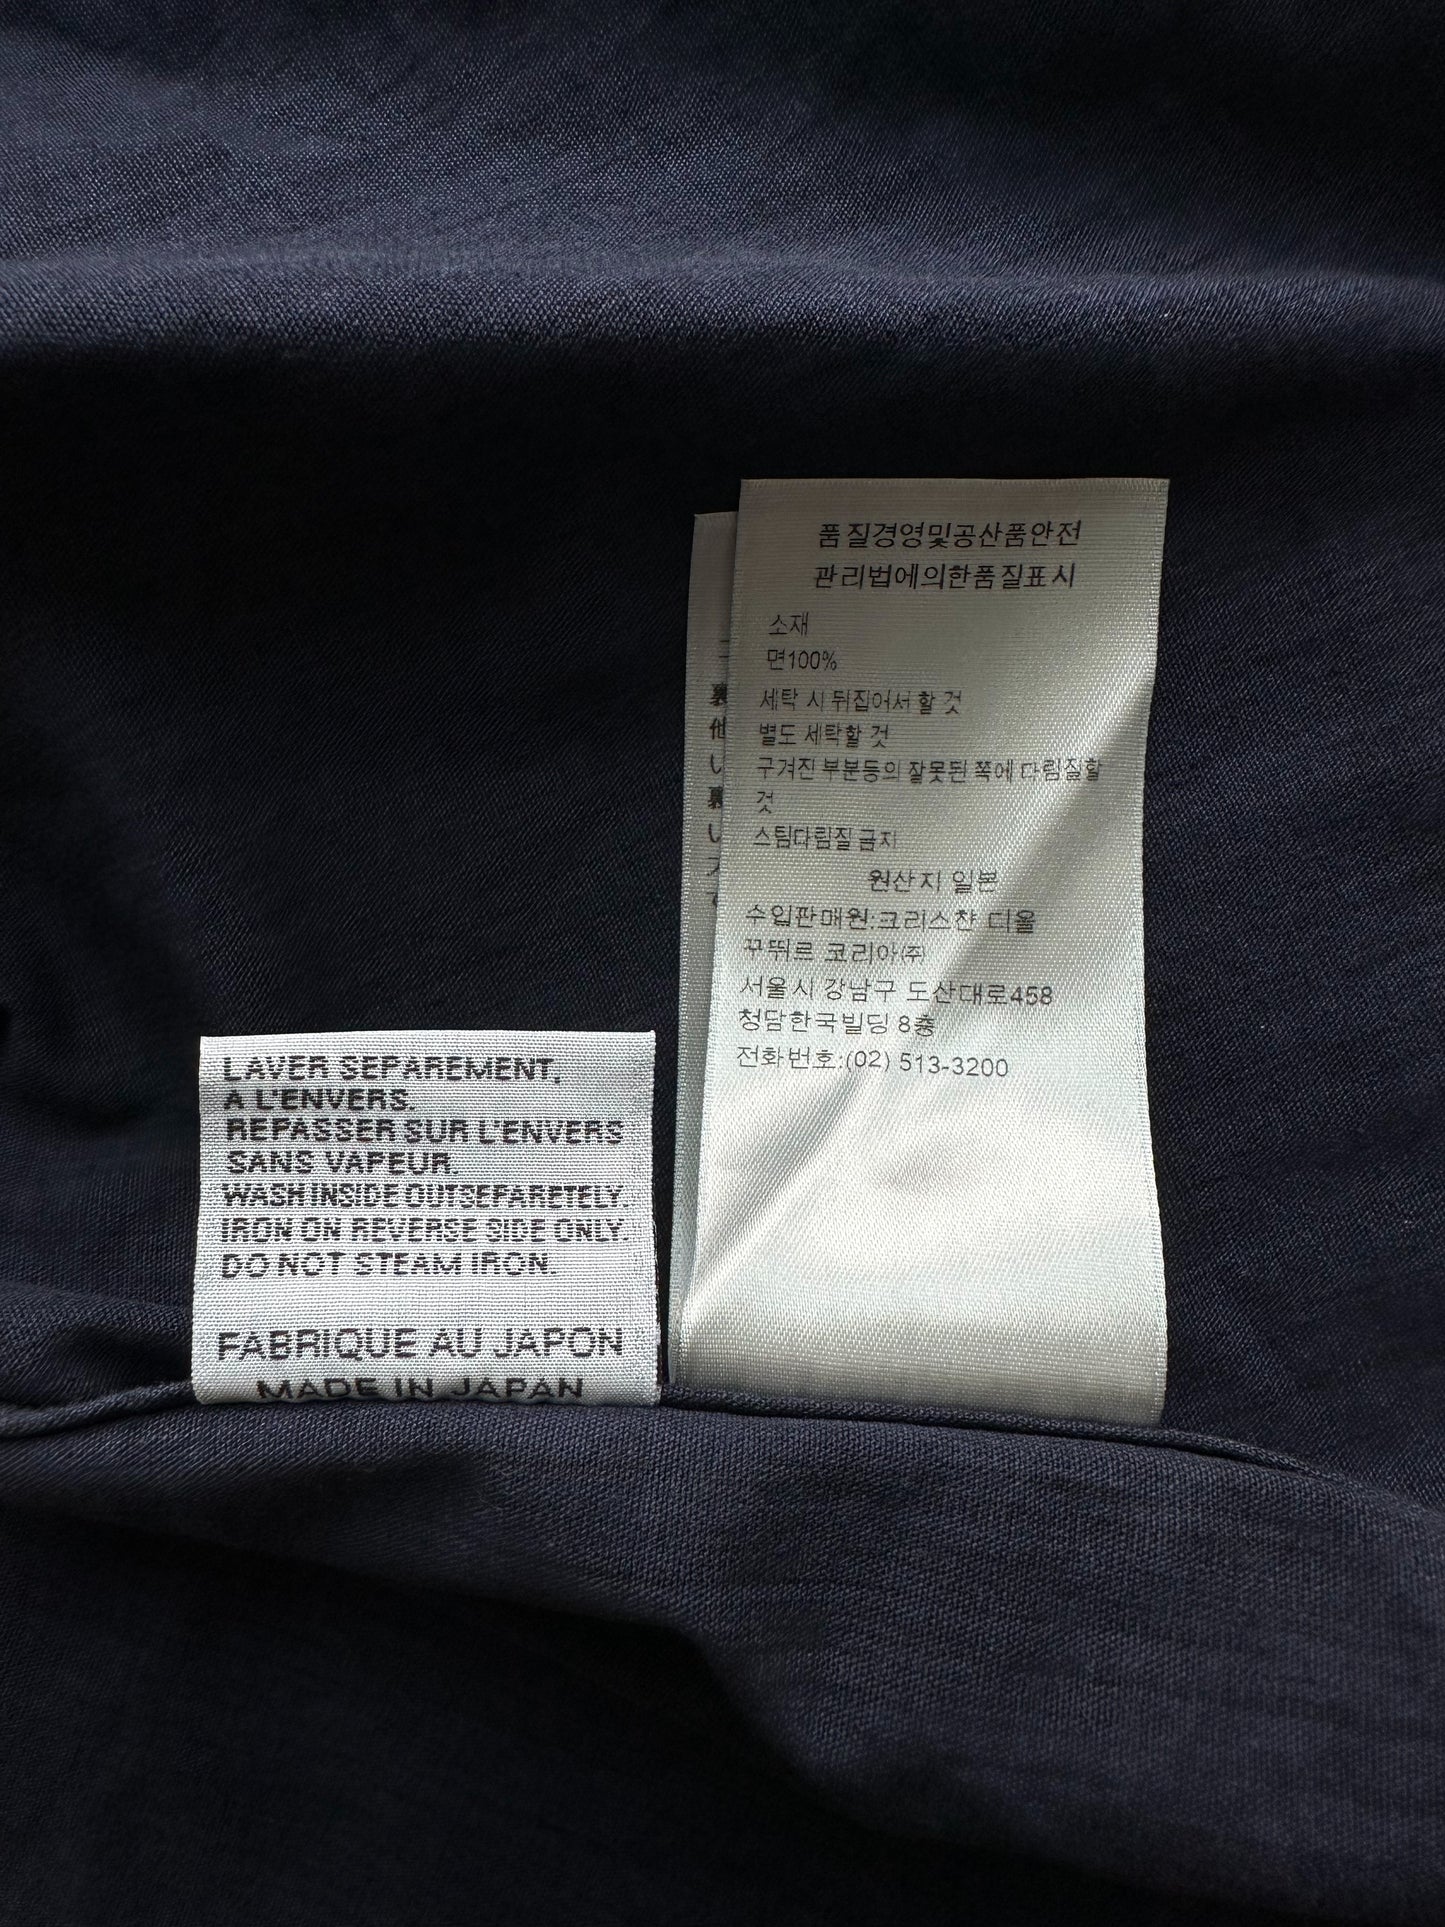 품질경영및공산품안전
관리법에의한품질표시
소재
면100%
세탁 시 뒤집어서 할 것
별도 세탁할 것
구겨진 부분등의 잘못된 쪽에 다림질할
것
스팀다림질 금지
원산지 일본
수입판매원:크리스챤 디올
꾸뛰르 코리아㈜
서울시 강남구 도산대로458
청담한국빌딩 8층
전화번호:(02) 513-3200
裏
他
い
裏
い
LAVER SEPAREMENT,
A L'ENVERS.
REPASSER SUR L'ENVERS
SANS VAPEUR.
WASH INSIDE OUTSEPARETELY.
IRON ON REVERSE SIDE ONLY.
DO NOT STEAM IRON.
FABRIQUE AU JAPON
MADE IN JAPAN